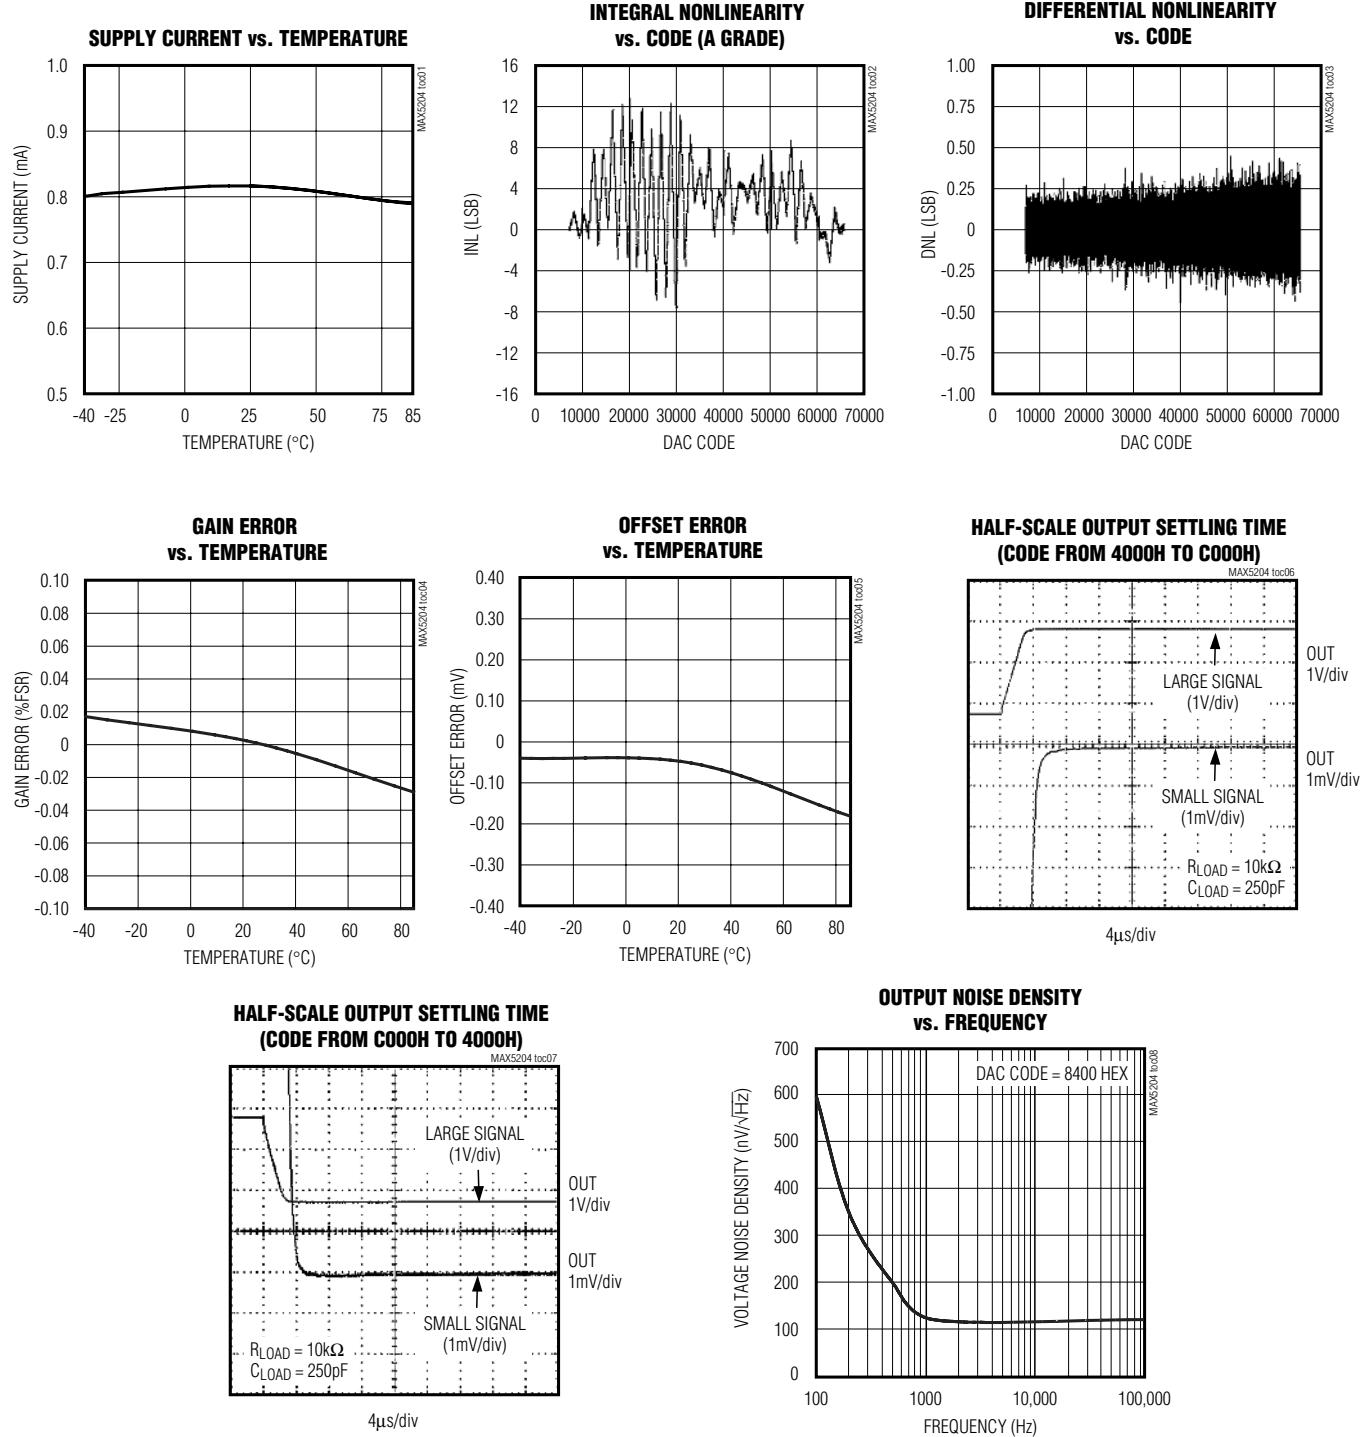 SUPPLY CURRENT vs. TEMPERATURE
MAX5204 toc01
SUPPLY CURRENT (mA)
1.0
0.9
0.8
0.7
0.6
0.5
-40 -25 0 25 50 75 85
TEMPERATURE (°C)
INTEGRAL NONLINEARITY
vs. CODE (A GRADE)
MAX5204 toc02
INL (LSB)
16
12
8
4
0
-4
-8
-12
-16
0 10000 20000 30000 40000 50000 60000 70000
DAC CODE
DIFFERENTIAL NONLINEARITY
vs. CODE
MAX5204 toc03
DNL (LSB)
1.00
0.75
0.50
0.25
0
-0.25
-0.50
-0.75
-1.00
0 10000 20000 30000 40000 50000 60000 70000
DAC CODE
GAIN ERROR
vs. TEMPERATURE
MAX5204 toc04
GAIN ERROR (%FSR)
0.10
0.08
0.06
0.04
0.02
0
-0.02
-0.04
-0.06
-0.08
-0.10
-40 -20 0 20 40 60 80
TEMPERATURE (°C)
OFFSET ERROR
vs. TEMPERATURE
MAX5204 toc05
OFFSET ERROR (mV)
0.40
0.30
0.20
0.10
0
-0.10
-0.20
-0.30
-0.40
-40 -20 0 20 40 60 80
TEMPERATURE (°C)
HALF-SCALE OUTPUT SETTLING TIME
(CODE FROM 4000H TO C000H)
MAX5204 toc06
OUT
1V/div
LARGE SIGNAL
(1V/div)
OUT
1mV/div
SMALL SIGNAL
(1mV/div)
RLOAD = 10kΩ
CLOAD = 250pF
4μs/div
HALF-SCALE OUTPUT SETTLING TIME
(CODE FROM C000H TO 4000H)
MAX5204 toc07
LARGE SIGNAL
(1V/div)
OUT
1V/div
OUT
1mV/div
SMALL SIGNAL
(1mV/div)
RLOAD = 10kΩ
CLOAD = 250pF
4μs/div
OUTPUT NOISE DENSITY
vs. FREQUENCY
MAX5204 toc08
DAC CODE = 8400 HEX
VOLTAGE NOISE DENSITY (nV/√Hz)
700
600
500
400
300
200
100
0
100 1000 10,000 100,000
FREQUENCY (Hz)